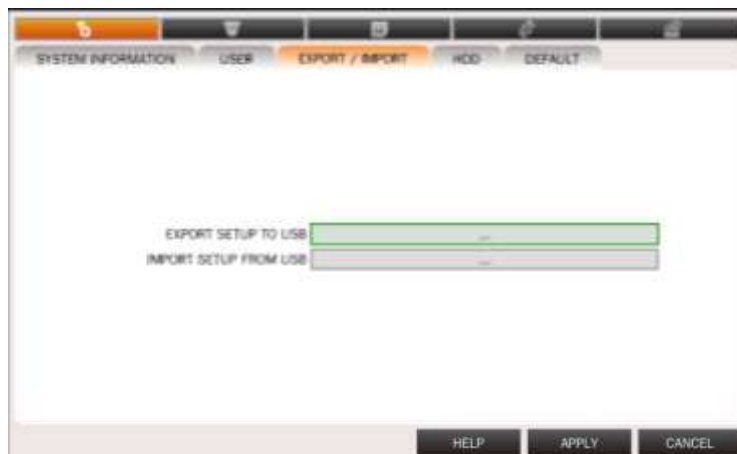 SYSTEM INFORMATION USER EXPORT / IMPORT HDD DEFAULT
EXPORT SETUP TO USB ...
IMPORT SETUP FROM USB ...
HELP APPLY CANCEL